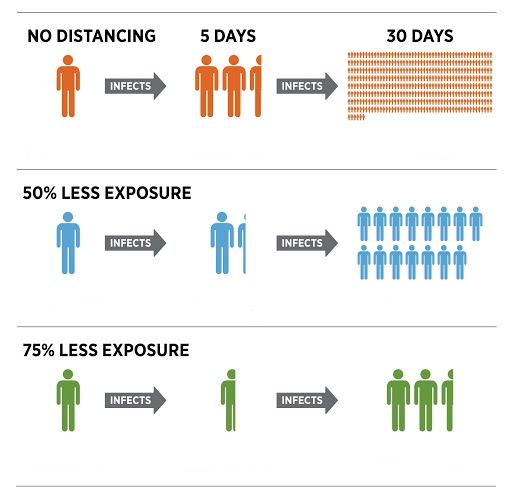 NO DISTANCING 5 DAYS 30 DAYS
INFECTS INFECTS
50% LESS EXPOSURE
INFECTS INFECTS
75% LESS EXPOSURE
INFECTS INFECTS